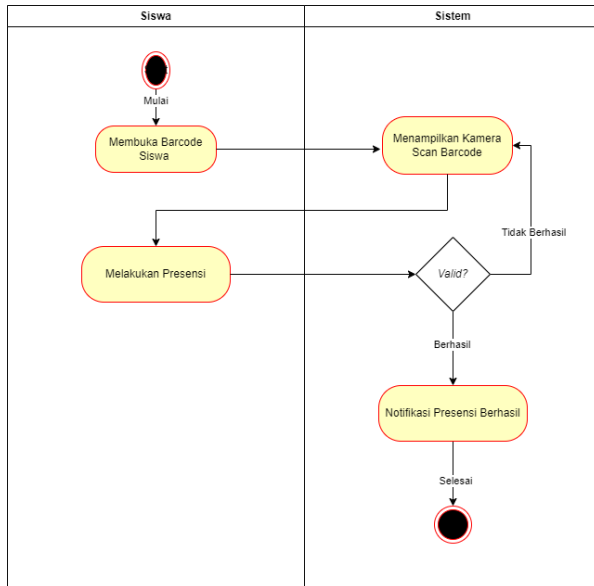 Siswa
Sistem
Mulai
Membuka Barcode
Siswa
Menampilkan Kamera
Scan Barcode
Tidak Berhasil
Melakukan Presensi
Valid?
Berhasil
Notifikasi Presensi Berhasil
Selesai